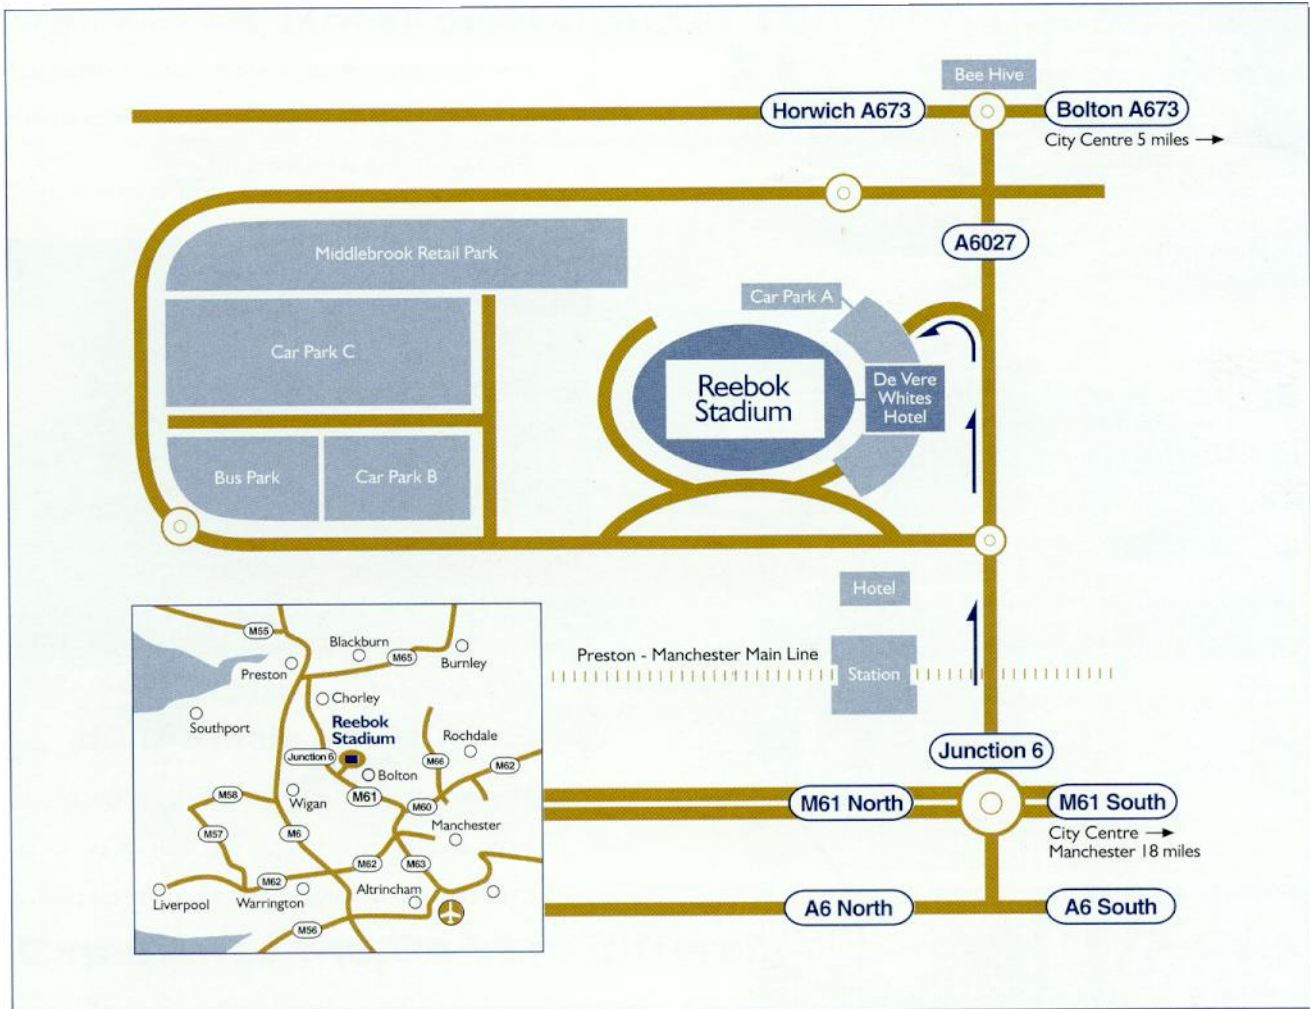 Bee Hive
Horwich A673
Bolton A673
City Centre 5 miles
A6027
Middlebrook Retail Park
Car Park A
Car Park C
Reebok
Stadium
De Vere
Whites
Hotel
Bus Park
Car Park B
Hotel
Preston - Manchester Main Line
Station
Junction 6
M61 North
M61 South
City Centre
Manchester 18 miles
A6 North
A6 South
M55
Blackburn
M65
Burnley
Preston
Chorley
Southport
Reebok
Stadium
Rochdale
Junction 6
M66
M62
Bolton
M58
Wigan
M61
M60
M57
M6
Manchester
M62
M63
M62
Altrincham
Liverpool
Warrington
M56